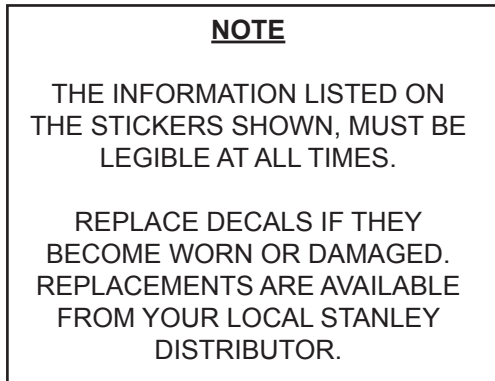 NOTE
THE INFORMATION LISTED ON
THE STICKERS SHOWN, MUST BE
LEGIBLE AT ALL TIMES.
REPLACE DECALS IF THEY
BECOME WORN OR DAMAGED.
REPLACEMENTS ARE AVAILABLE
FROM YOUR LOCAL STANLEY
DISTRIBUTOR.